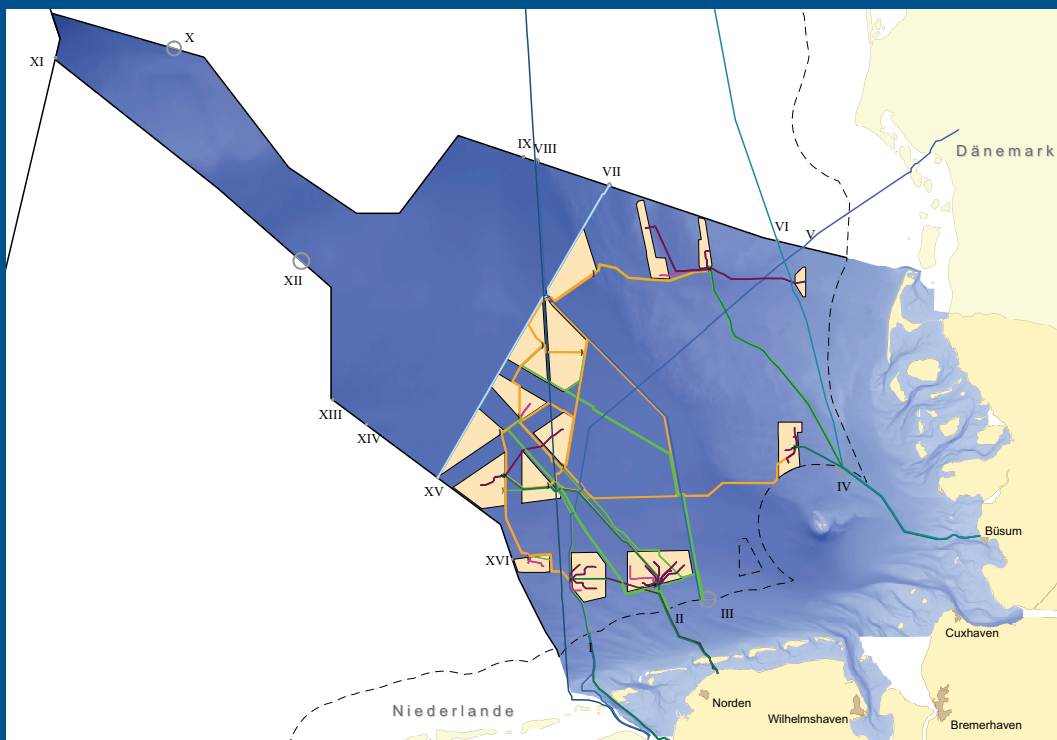 X
XI
IX
VIII
Dänemark
VII
VI
V
XII
XIII
XIV
XV
IV
Büsum
XVI
III
II
Cuxhaven
I
Norden
Niederlande
Wilhelmshaven
Bremerhaven